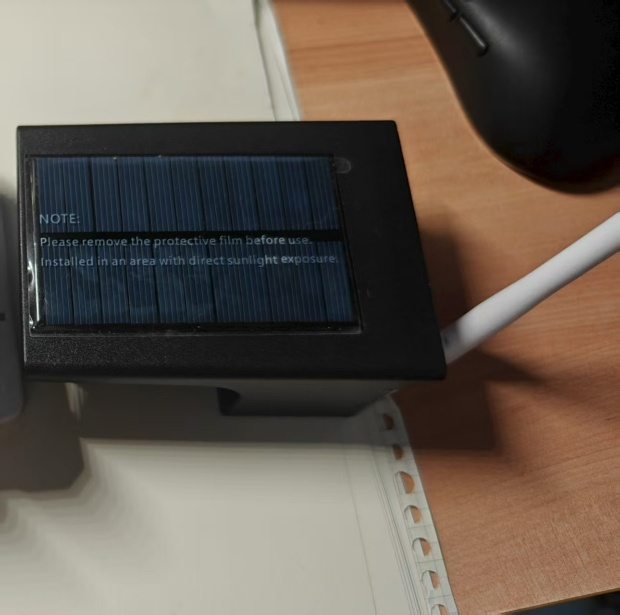 NOTE:
Please remove the protective film before use.
Installed in an area with direct sunlight exposure.